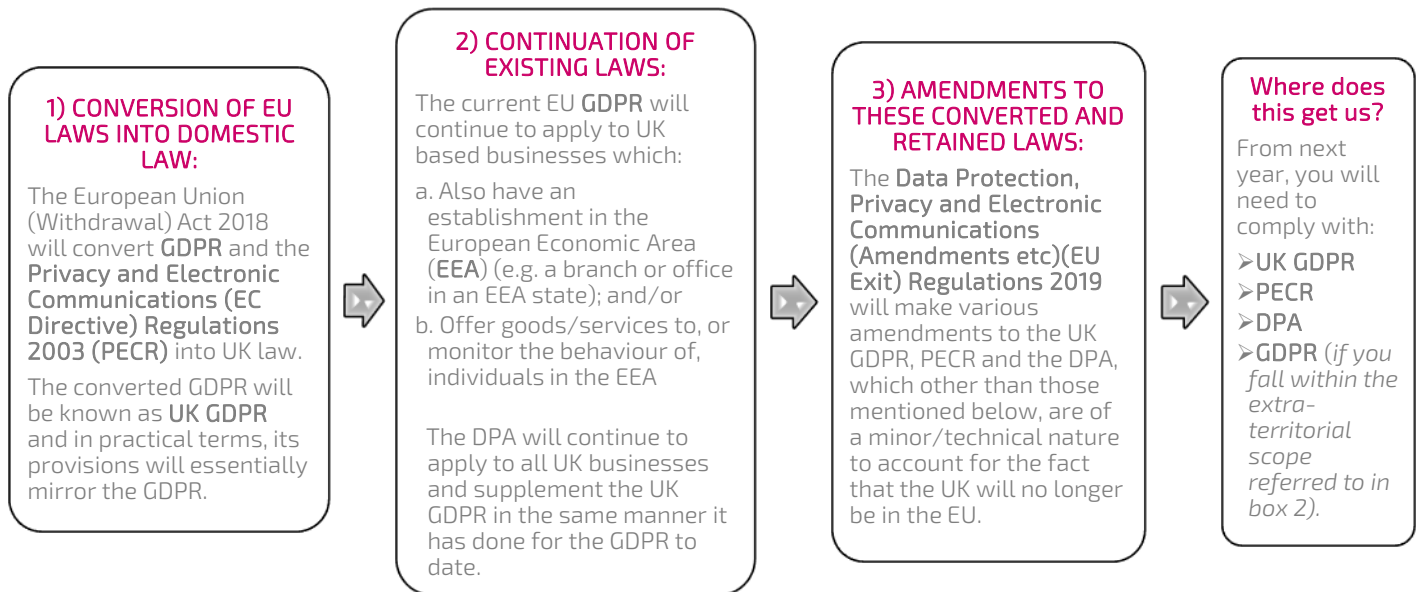 1) CONVERSION OF EU
LAWS INTO DOMESTIC
LAW:
The European Union
(Withdrawal) Act 2018
will convert GDPR and the
Privacy and Electronic
Communications (EC
Directive) Regulations
2003 (PECR) into UK law.
The converted GDPR will
be known as UK GDPR
and in practical terms, its
provisions will essentially
mirror the GDPR.
2) CONTINUATION OF
EXISTING LAWS:
The current EU GDPR will
continue to apply to UK
based businesses which:
a. Also have an
establishment in the
European Economic Area
(EEA) (e.g. a branch or office
in an EEA state); and/or
b. Offer goods/services to, or
monitor the behaviour of,
individuals in the EEA
The DPA will continue to
apply to all UK businesses
and supplement the UK
GDPR in the same manner it
has done for the GDPR to
date.
3) AMENDMENTS TO
THESE CONVERTED AND
RETAINED LAWS:
The Data Protection,
Privacy and Electronic
Communications
(Amendments etc)(EU
Exit) Regulations 2019
will make various
amendments to the UK
GDPR, PECR and the DPA,
which other than those
mentioned below, are of
a minor/technical nature
to account for the fact
that the UK will no longer
be in the EU.
Where does
this get us?
From next
year, you will
need to
comply with:
➢UK GDPR
➢PECR
➢DPA
➢GDPR (if you
fall within the
extra-
territorial
scope
referred to in
box 2).